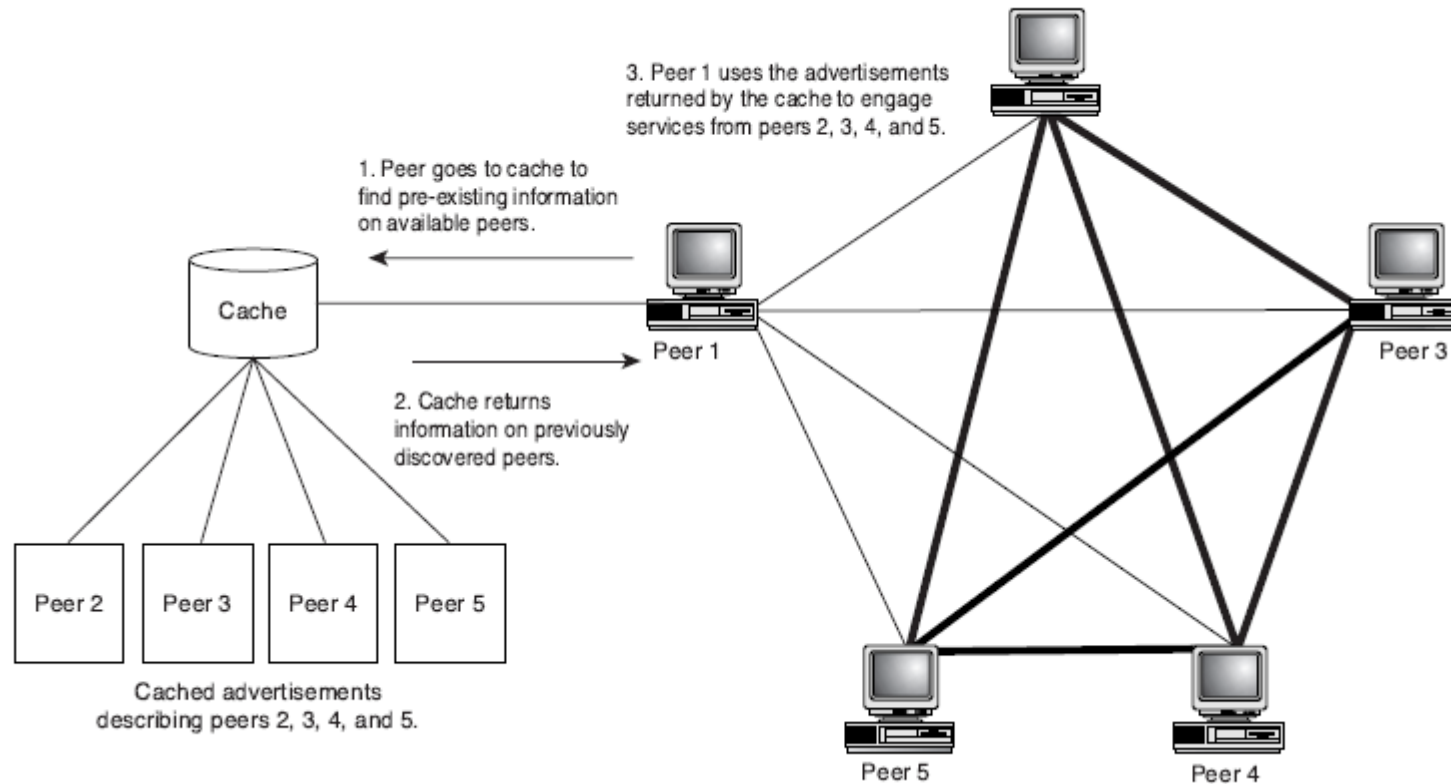 3. Peer 1 uses the advertisements
returned by the cache to engage
services from peers 2, 3, 4, and 5.
1. Peer goes to cache to
find pre-existing information
on available peers.
Cache
Peer 1
Peer 3
2. Cache returns
information on previously
discovered peers.
Peer 2
Peer 3
Peer 4
Peer 5
Cached advertisements
describing peers 2, 3, 4, and 5.
Peer 5
Peer 4